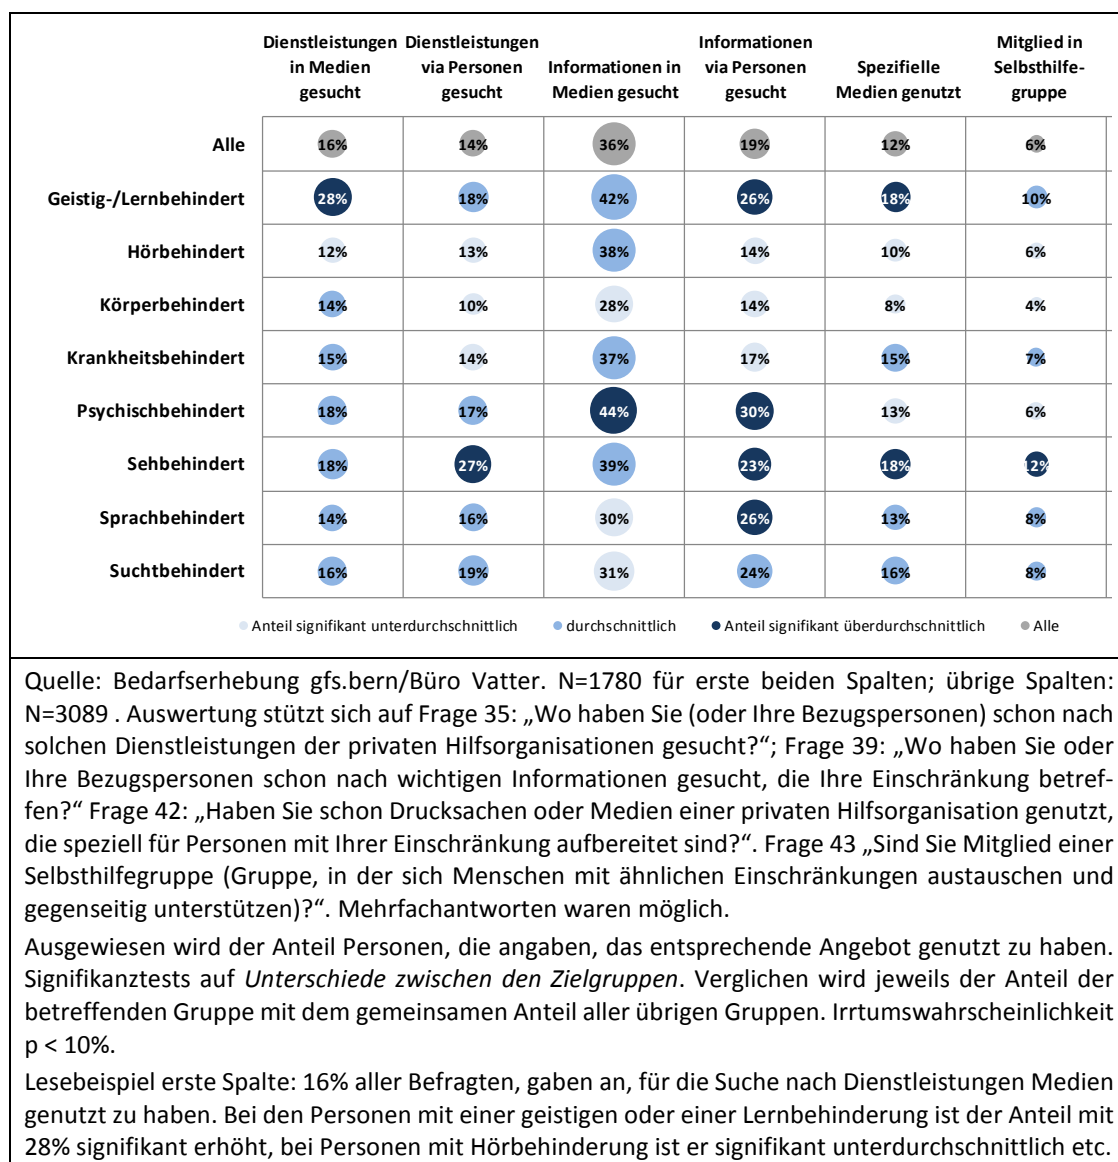 Dienstleistungen in Medien gesucht	Dienstleistungen via Personen gesucht	Informationen in Medien gesucht	Informationen via Personen gesucht	Spezifielle Medien genutzt	Mitglied in Selbsthilfe-gruppe
Alle	16%	14%	36%	19%	12%	6%
Geistig-/Lernbehindert	28%	18%	42%	26%	18%	10%
Hörbehindert	12%	13%	38%	14%	10%	6%
Körperbehindert	14%	10%	28%	14%	8%	4%
Krankheitsbehindert	15%	14%	37%	17%	15%	7%
Psychischbehindert	18%	17%	44%	30%	13%	6%
Sehbehindert	18%	27%	39%	23%	18%	12%
Sprachbehindert	14%	16%	30%	26%	13%	8%
Suchtbehindert	16%	19%	31%	24%	16%	8%
Anteil signifikant unterdurchschnittlich	durchschnittlich	Anteil signifikant überdurchschnittlich	Alle
Quelle: Bedarfserhebung gfs.bern/Büro Vatter. N=1780 für erste beiden Spalten; übrige Spalten:
N=3089 . Auswertung stützt sich auf Frage 35: „Wo haben Sie (oder Ihre Bezugspersonen) schon nach
solchen Dienstleistungen der privaten Hilfsorganisationen gesucht?“; Frage 39: „Wo haben Sie oder
Ihre Bezugspersonen schon nach wichtigen Informationen gesucht, die Ihre Einschränkung betref-
fen?“ Frage 42: „Haben Sie schon Drucksachen oder Medien einer privaten Hilfsorganisation genutzt,
die speziell für Personen mit Ihrer Einschränkung aufbereitet sind?“. Frage 43 „Sind Sie Mitglied einer
Selbsthilfegruppe (Gruppe, in der sich Menschen mit ähnlichen Einschränkungen austauschen und
gegenseitig unterstützen)?“. Mehrfachantworten waren möglich.
Ausgewiesen wird der Anteil Personen, die angaben, das entsprechende Angebot genutzt zu haben.
Signifikanztests auf Unterschiede zwischen den Zielgruppen. Verglichen wird jeweils der Anteil der
betreffenden Gruppe mit dem gemeinsamen Anteil aller übrigen Gruppen. Irrtumswahrscheinlichkeit
p < 10%.
Lesebeispiel erste Spalte: 16% aller Befragten, gaben an, für die Suche nach Dienstleistungen Medien
genutzt zu haben. Bei den Personen mit einer geistigen oder einer Lernbehinderung ist der Anteil mit
28% signifikant erhöht, bei Personen mit Hörbehinderung ist er signifikant unterdurchschnittlich etc.